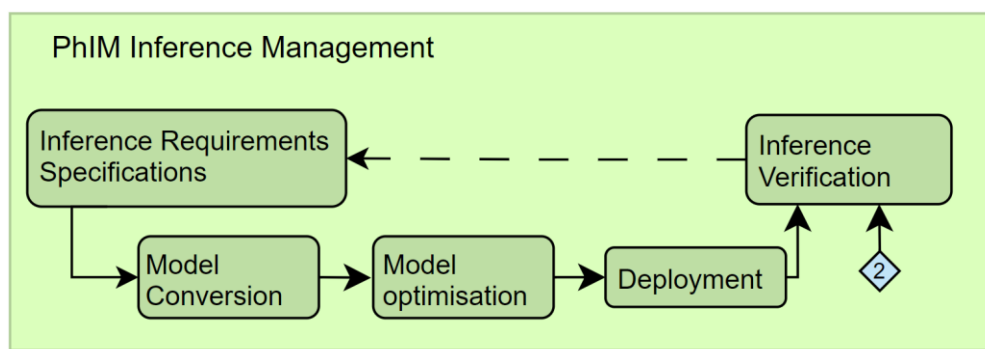 PhIM Inference Management
Inference Requirements
Specifications
Inference
Verification
Model
Conversion
Model
optimisation
Deployment
2